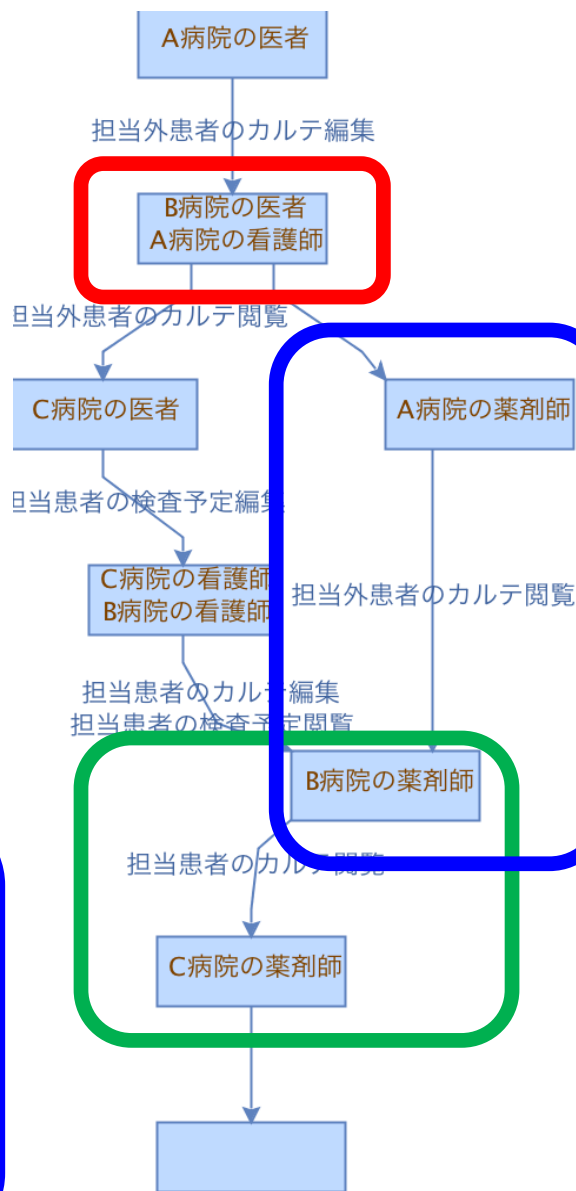 A病院の医者
担当外患者のカルテ編集
B病院の医者
A病院の看護師
担当外患者のカルテ閲覧
C病院の医者
A病院の薬剤師
担当患者の検査予定編集
C病院の看護師
B病院の看護師
担当外患者のカルテ閲覧
担当患者のカルテ編集
担当患者の検査予定閲覧
B病院の薬剤師
担当患者のカルテ閲覧
C病院の薬剤師